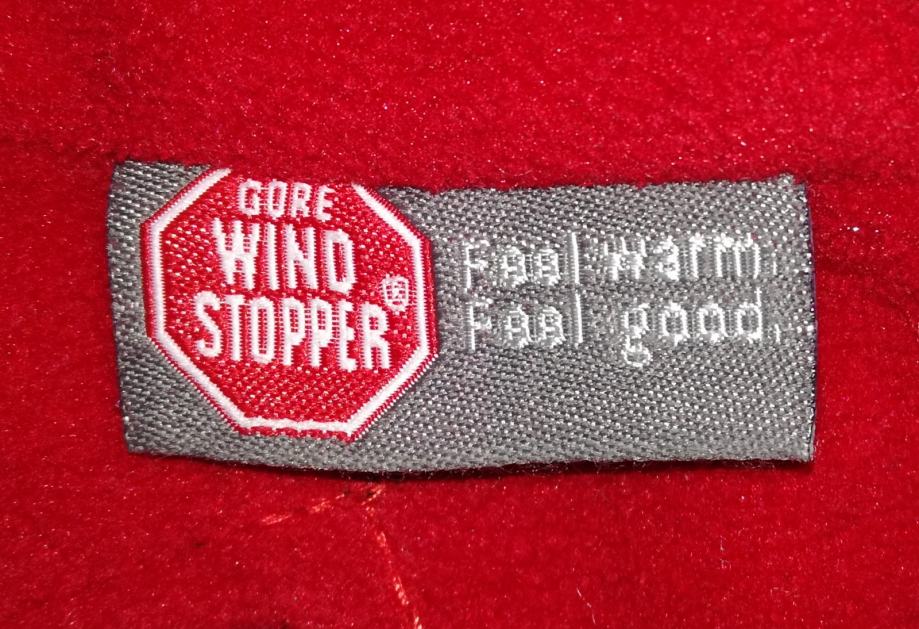 GORE
WIND
STOPPER®
Feel warm.
Feel good.